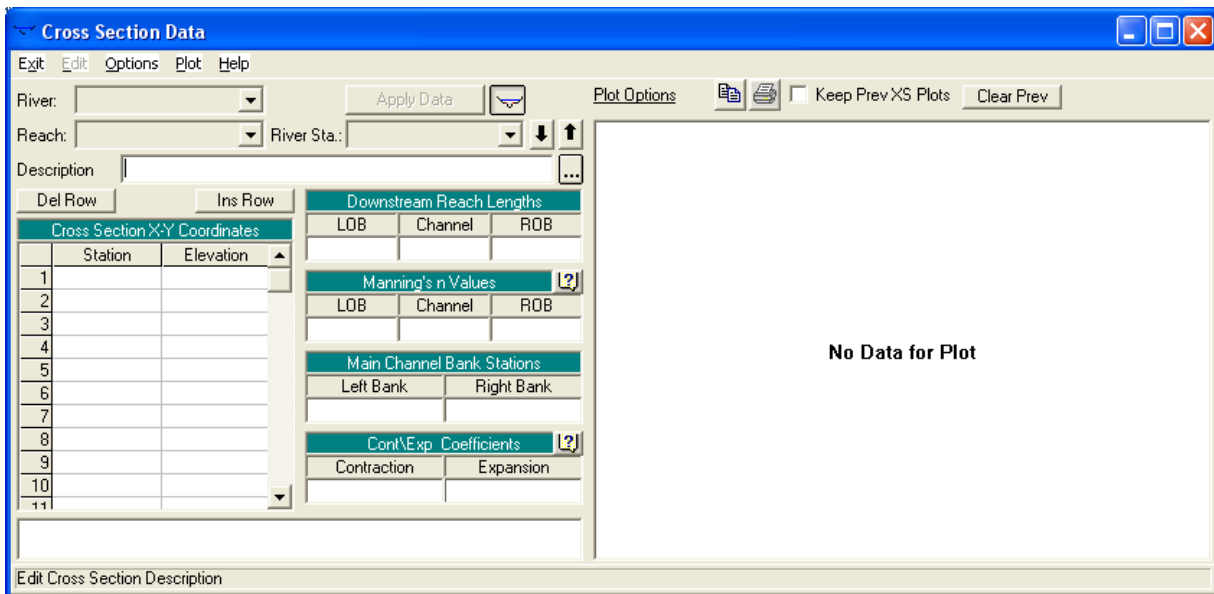 Cross Section Data
Exit Edit Options Plot Help
River:
Apply Data
Plot Options
Keep Prev XS Plots
Clear Prev
Reach:
River Sta.:
Description
...
Del Row
Ins Row
Downstream Reach Lengths
LOB Channel ROB
Cross Section X-Y Coordinates
Station Elevation
1
2
3
4
5
6
7
8
9
10
11
Manning's n Values
LOB Channel ROB
Main Channel Bank Stations
Left Bank Right Bank
Cont\Exp Coefficients
Contraction Expansion
No Data for Plot
Edit Cross Section Description